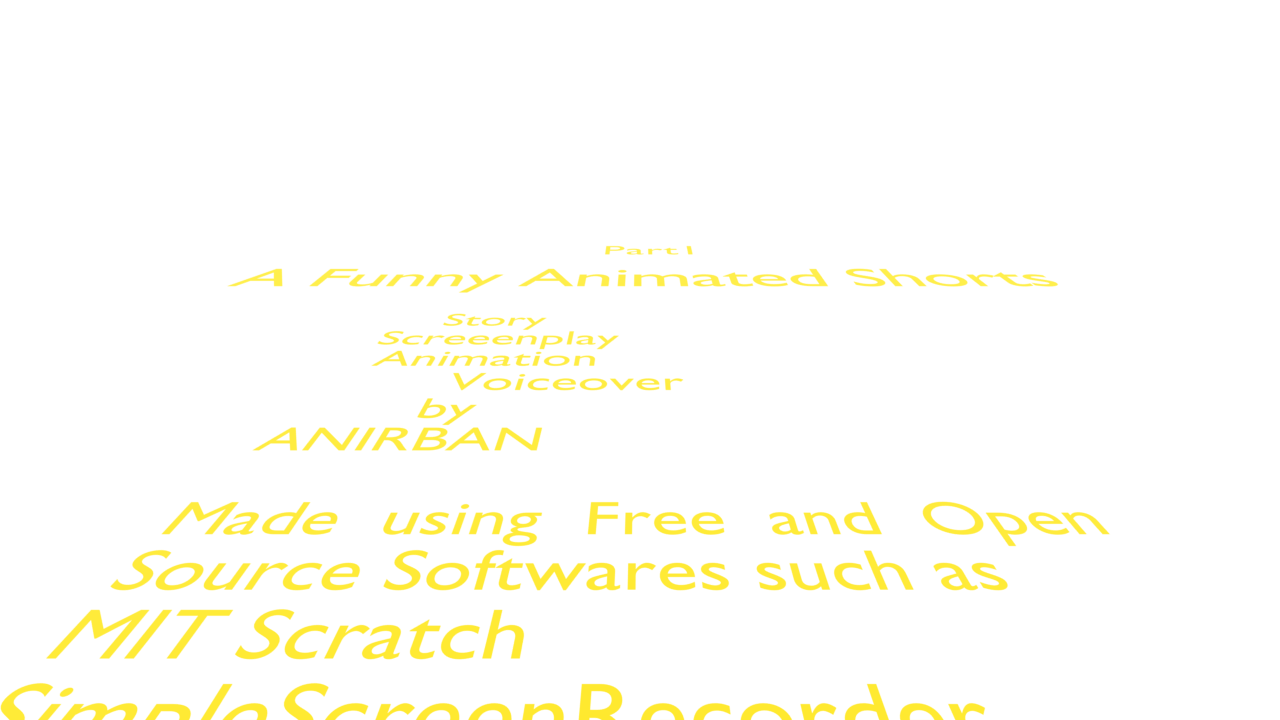 Part I
A Funny Animated Shorts
Story
Screeenplay
Animation
Voiceover
by
ANIRBAN
Made using Free and Open
Source Softwares such as
MIT Scratch
SimpleScreenRecorder